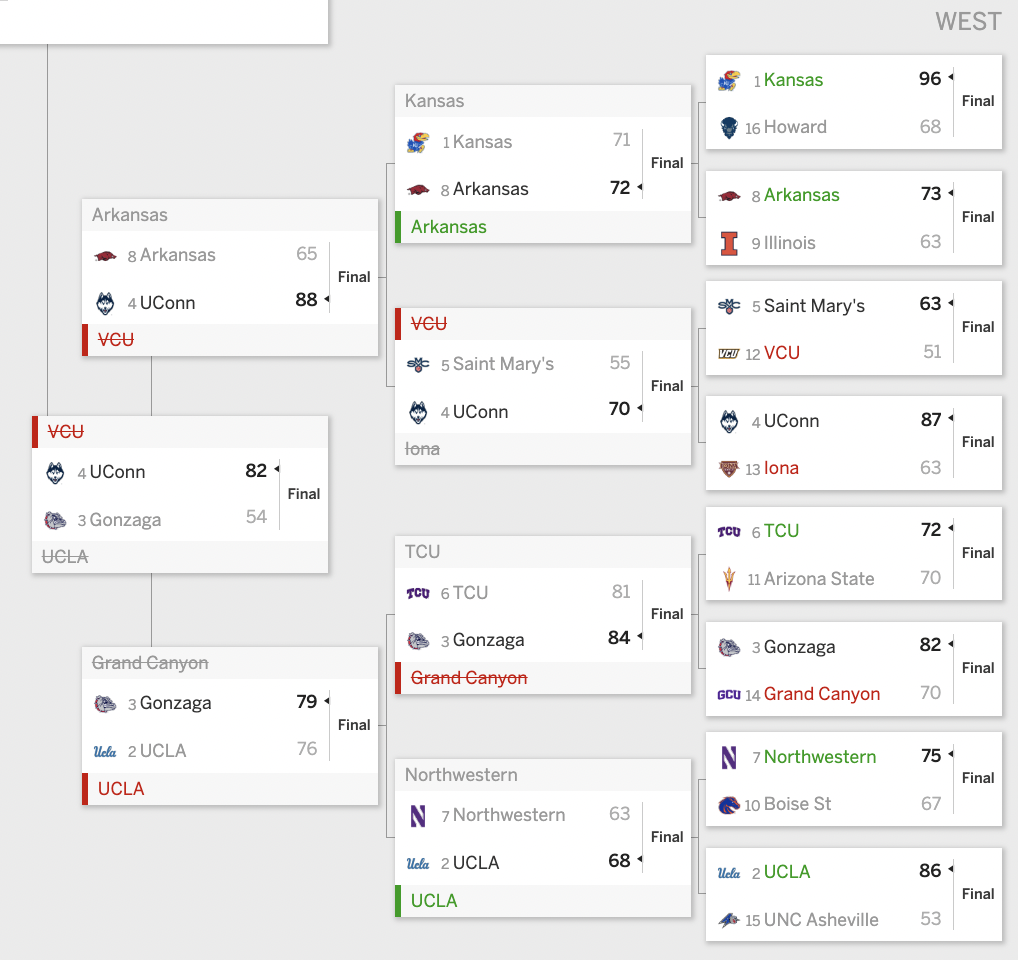 WEST
1 Kansas 96
Final
16 Howard 68
8 Arkansas 73
Final
9 Illinois 63
5 Saint Mary's 63
Final
VCU 12 VCU 51
4 UConn 87
Final
13 Iona 63
TCU 6 TCU 72
Final
11 Arizona State 70
3 Gonzaga 82
Final
GCU 14 Grand Canyon 70
N 7 Northwestern 75
Final
10 Boise St 67
Ucla 2 UCLA 86
Final
15 UNC Asheville 53
Kansas
1 Kansas 71
Final
8 Arkansas 72
Arkansas
VCU
5 Saint Mary's 55
Final
4 UConn 70
Iona
TCU
TCU 6 TCU 81
Final
3 Gonzaga 84
Grand Canyon
Northwestern
N 7 Northwestern 63
Final
Ucla 2 UCLA 68
UCLA
Arkansas
8 Arkansas 65
Final
4 UConn 88
VCU
Grand Canyon
3 Gonzaga 79
Final
Ucla 2 UCLA 76
UCLA
VCU
4 UConn 82
Final
3 Gonzaga 54
UCLA